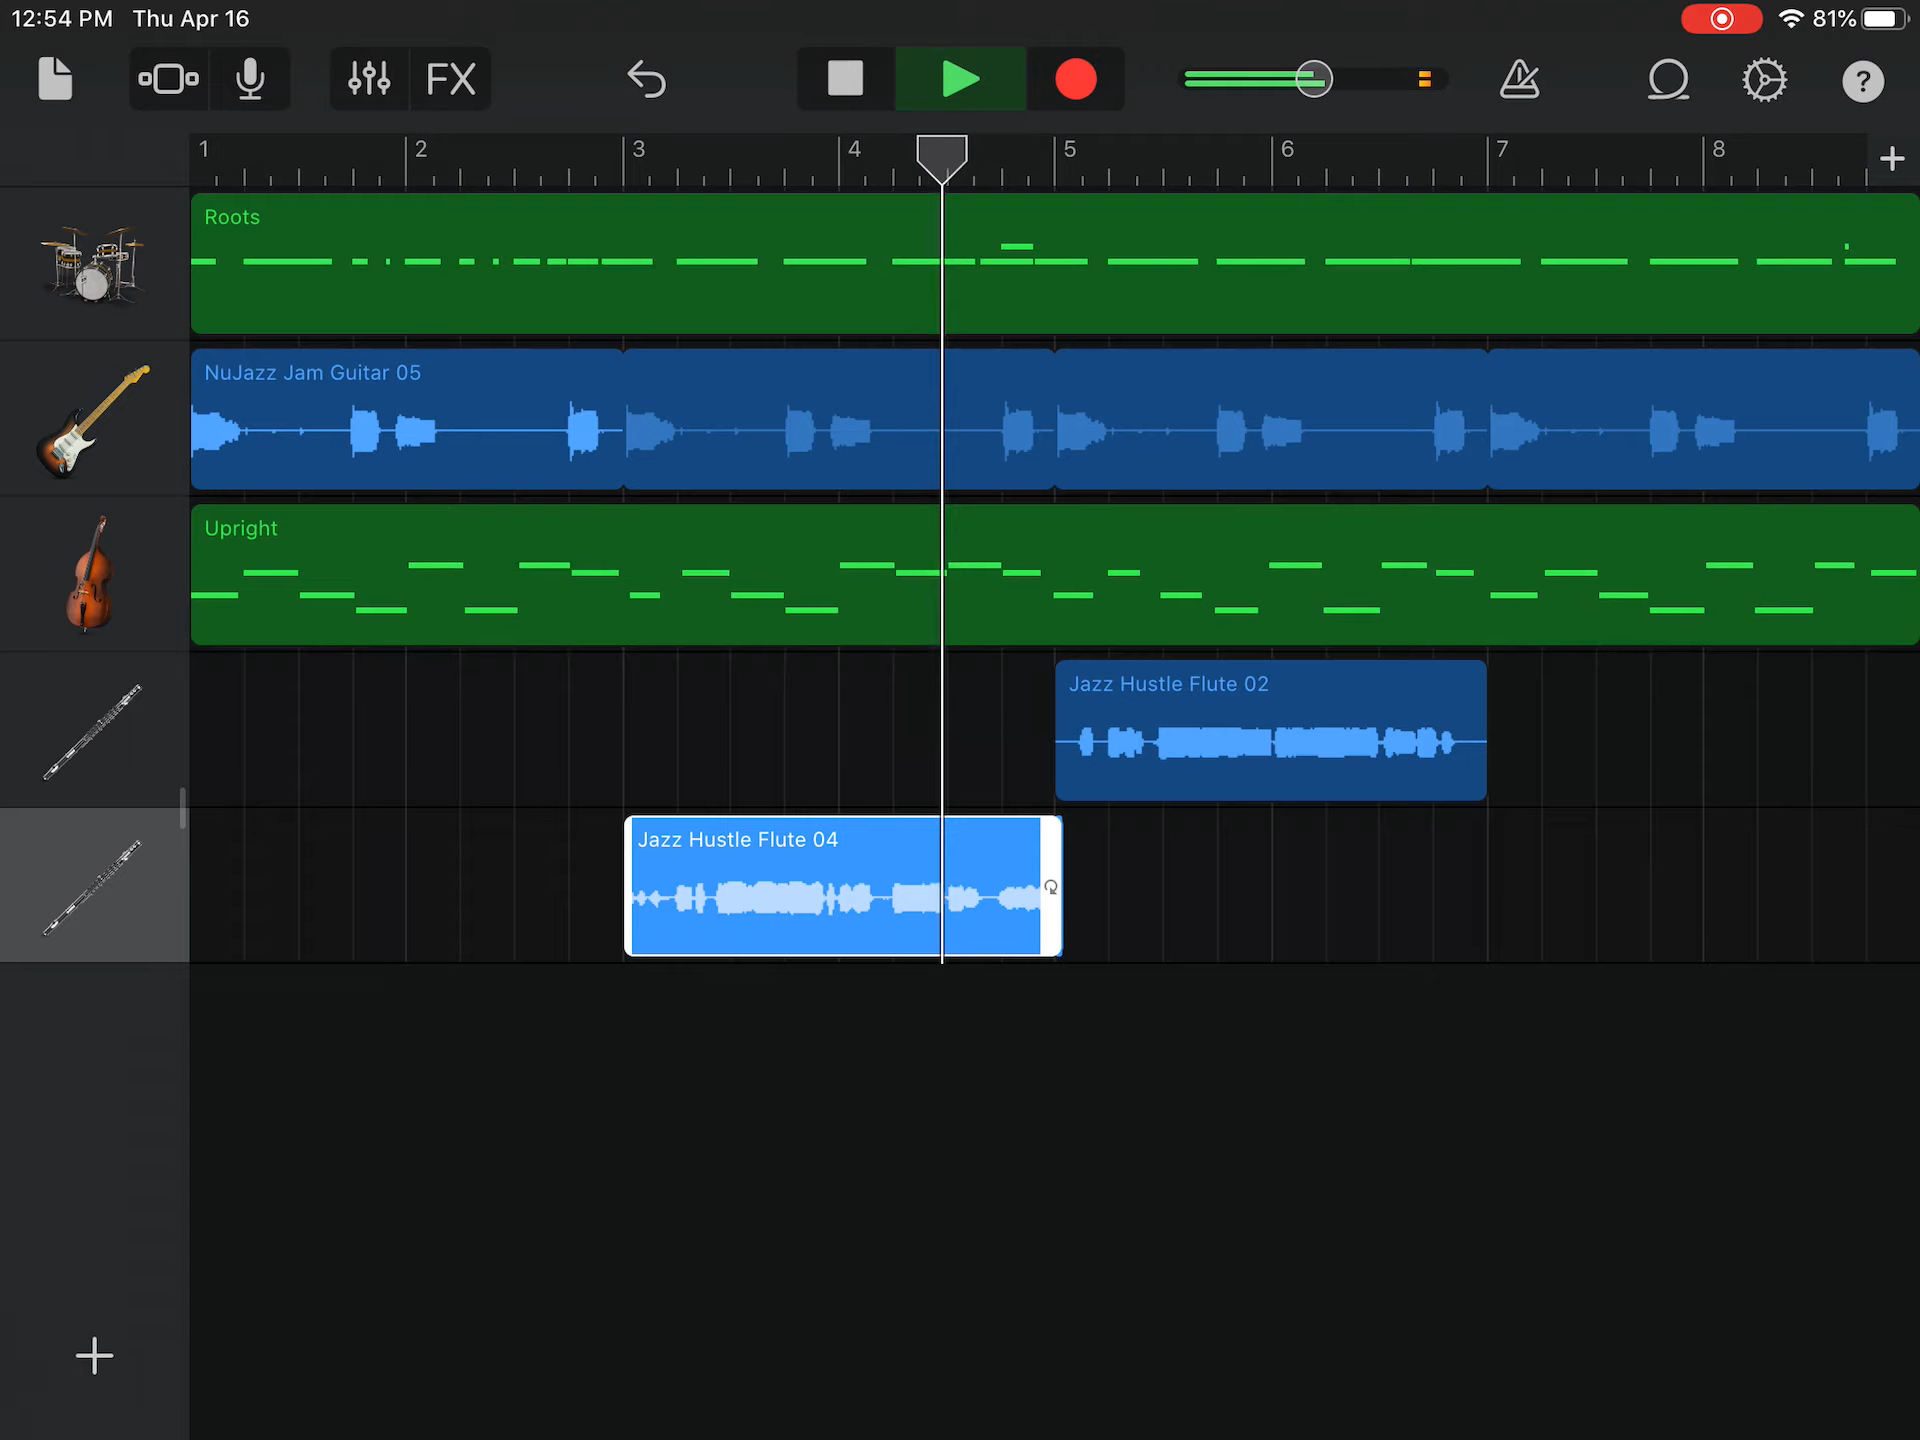 12:54 PM Thu Apr 16 81%
FX ?
1 2 3 4 5 6 7 8
Roots
NuJazz Jam Guitar 05
Upright
Jazz Hustle Flute 02
Jazz Hustle Flute 04